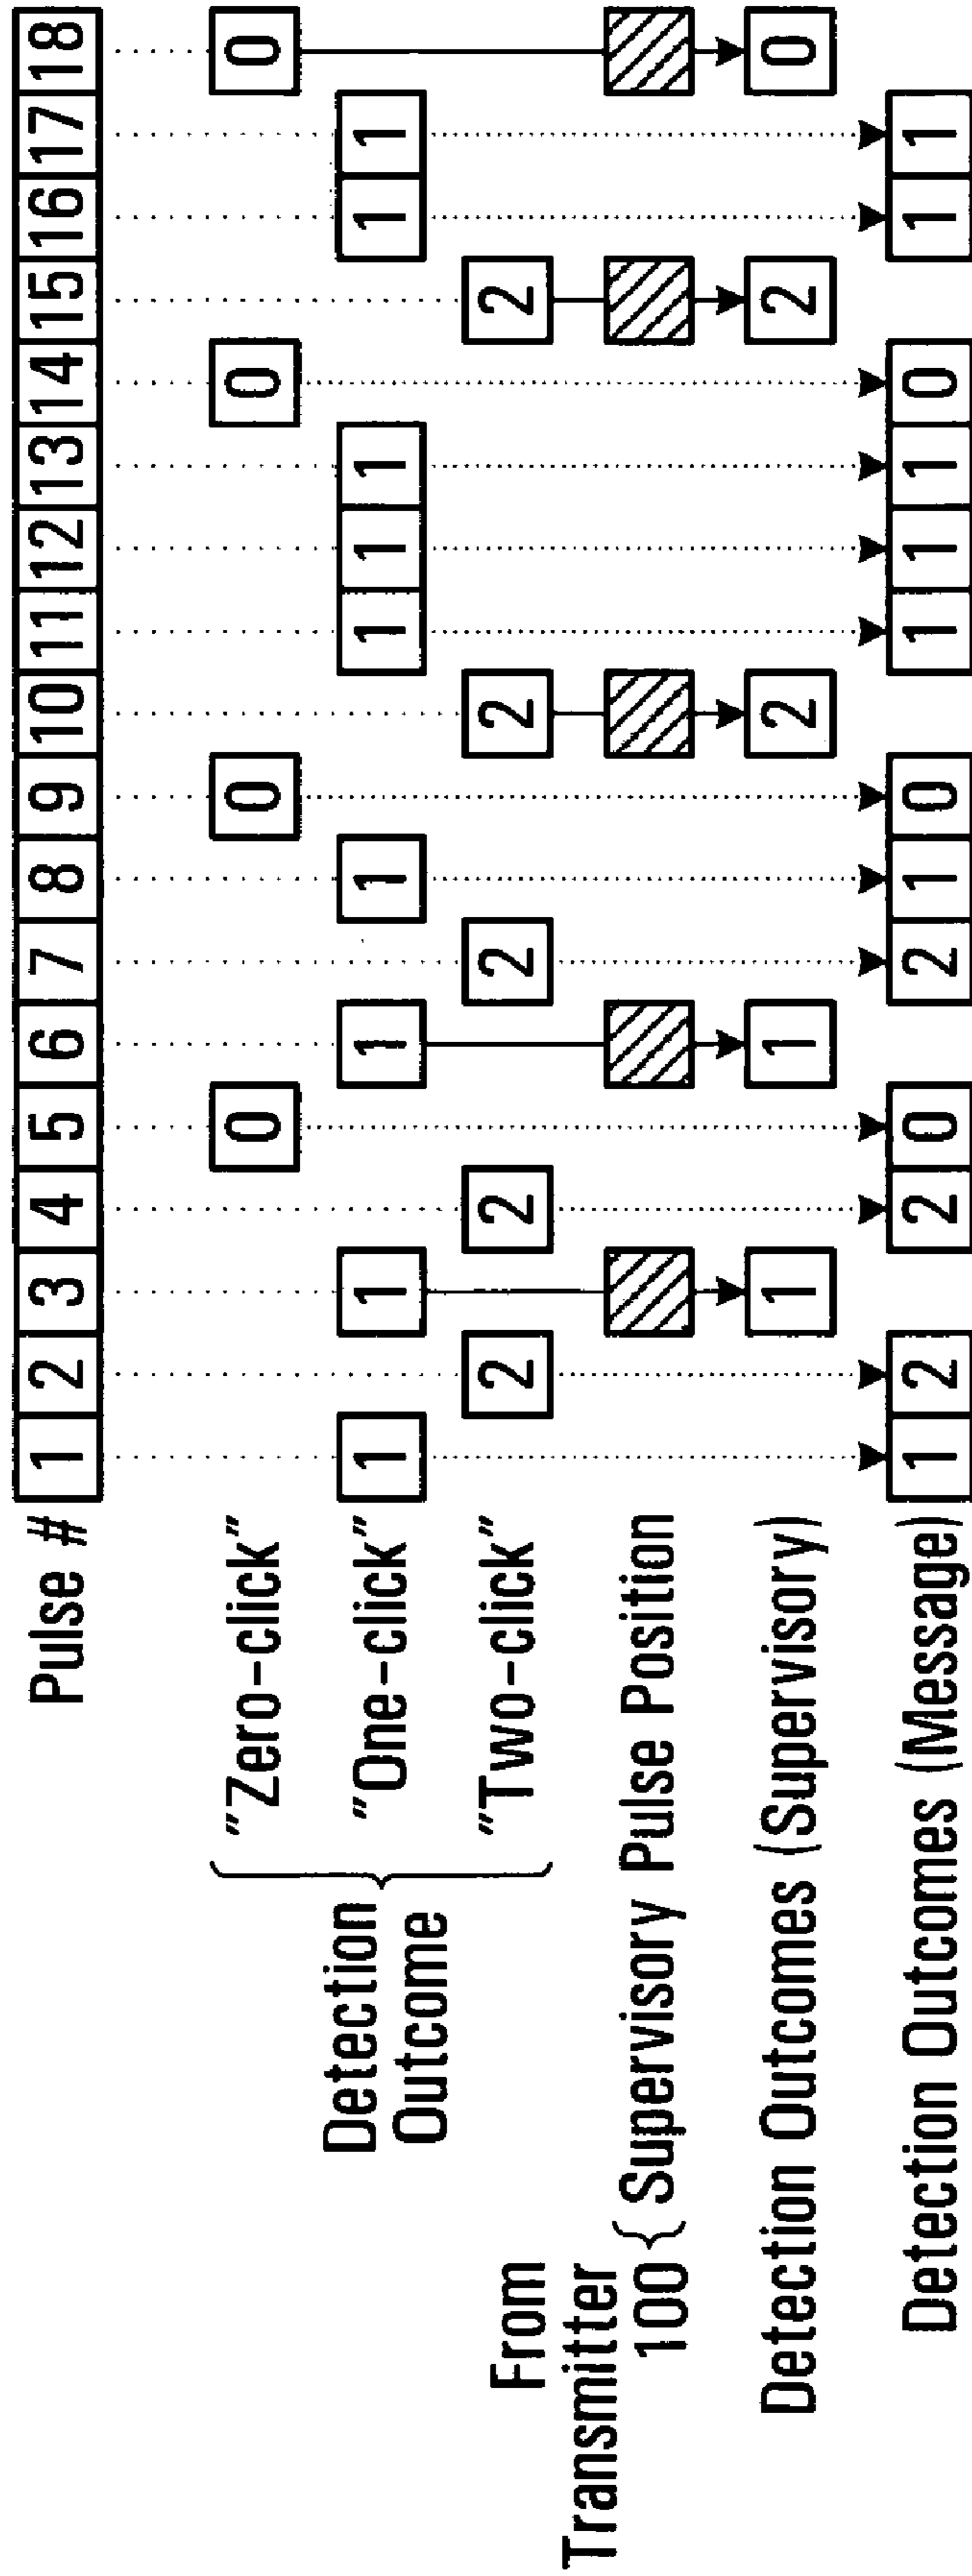 Pulse # 1 2 3 4 5 6 7 8 9 10 11 12 13 14 15 16 17 18
Detection
Outcome
"Zero-click" 0 0 0 0
"One-click" 1 1 1 1 1 1 1 1 1
"Two-click" 2 2 2 2 2
From
Transmitter
100
Supervisory Pulse Position
Detection Outcomes (Supervisory) 1 1 2 2 0
Detection Outcomes (Message) 1 2 2 0 2 1 0 1 1 1 0 1 1